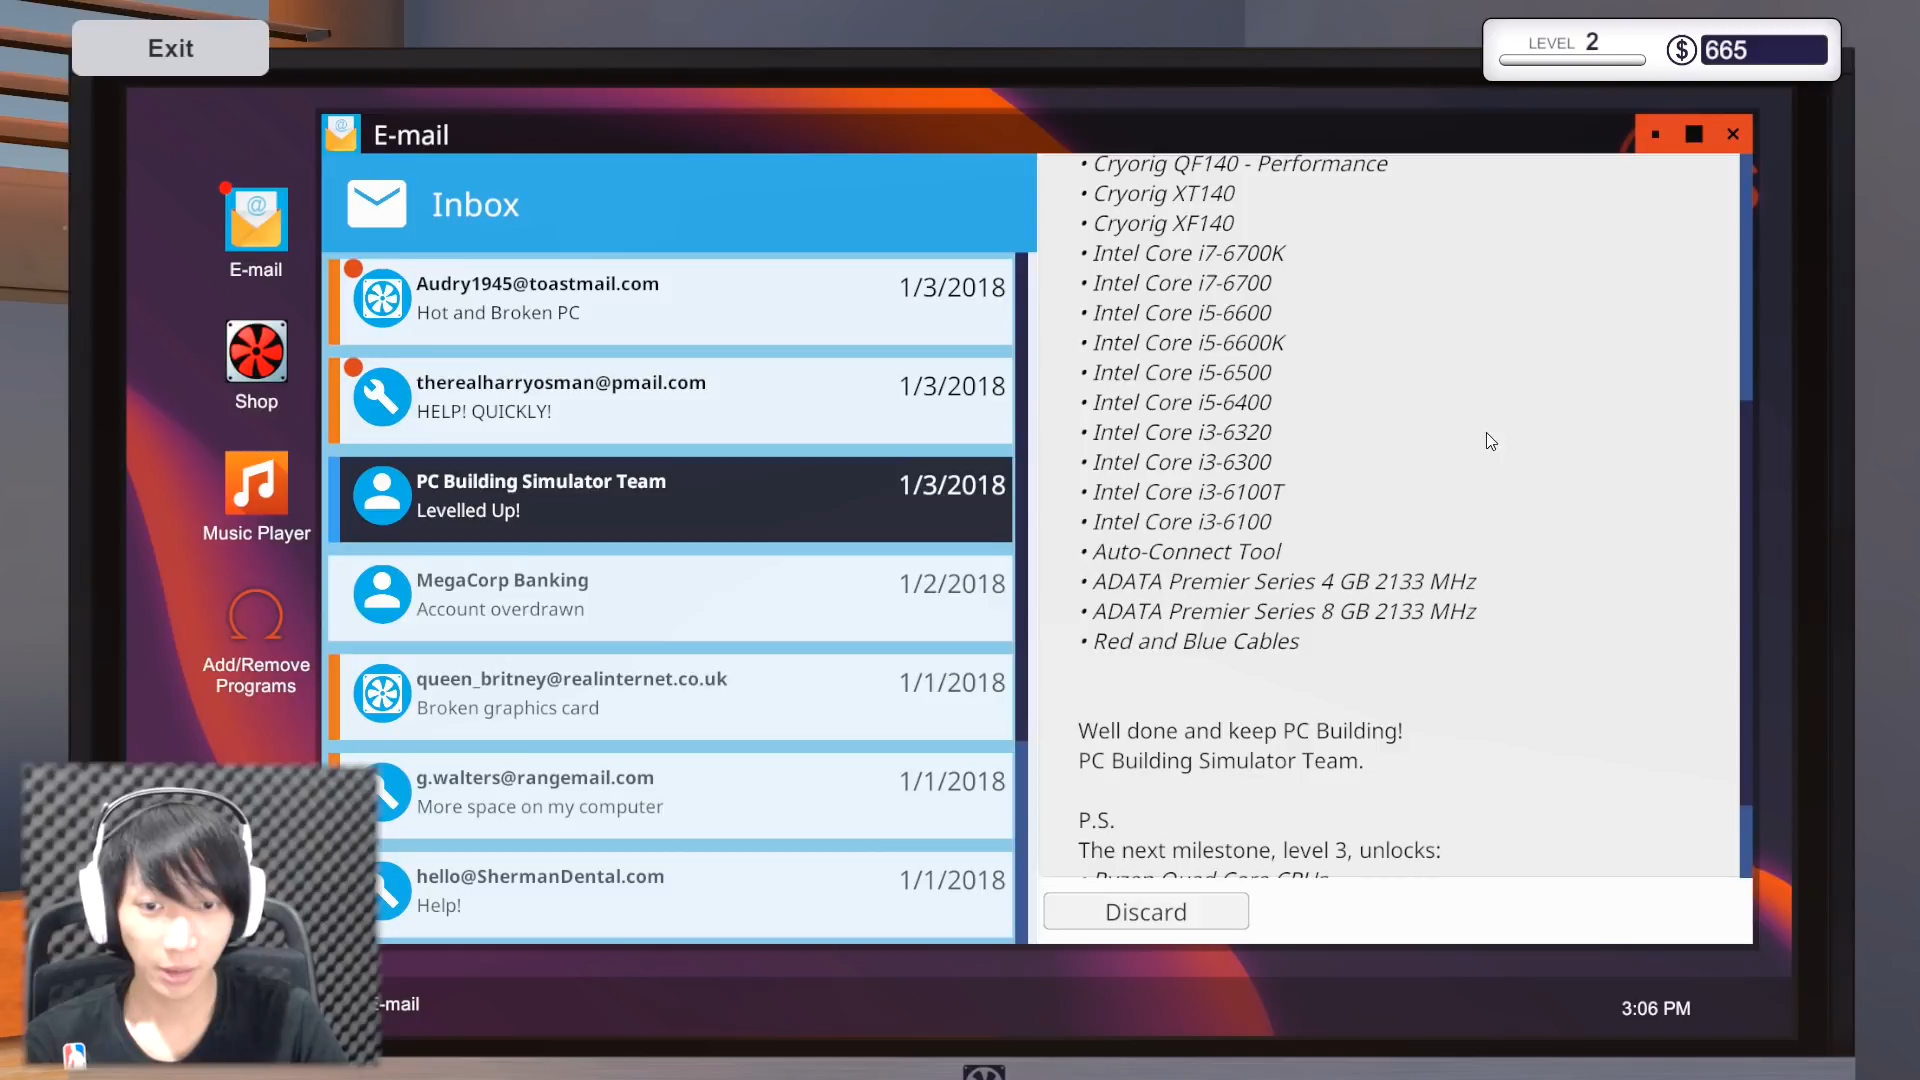 Exit
LEVEL 2
$ 665
E-mail
E-mail
Shop
Music Player
Add/Remove
Programs
Inbox
Audry1945@toastmail.com
1/3/2018
Hot and Broken PC
therealharryosman@pmail.com
1/3/2018
HELP! QUICKLY!
PC Building Simulator Team
1/3/2018
Levelled Up!
MegaCorp Banking
1/2/2018
Account overdrawn
queen_britney@realinternet.co.uk
1/1/2018
Broken graphics card
g.walters@rangemail.com
1/1/2018
More space on my computer
hello@ShermanDental.com
1/1/2018
Help!
• Cryorig QF140 - Performance
• Cryorig XT140
• Cryorig XF140
• Intel Core i7-6700K
• Intel Core i7-6700
• Intel Core i5-6600
• Intel Core i5-6600K
• Intel Core i5-6500
• Intel Core i5-6400
• Intel Core i3-6320
• Intel Core i3-6300
• Intel Core i3-6100T
• Intel Core i3-6100
• Auto-Connect Tool
• ADATA Premier Series 4 GB 2133 MHz
• ADATA Premier Series 8 GB 2133 MHz
• Red and Blue Cables
Well done and keep PC Building!
PC Building Simulator Team.
P.S.
The next milestone, level 3, unlocks:
• Ryzen Quad Core CPUs
Discard
-mail
3:06 PM